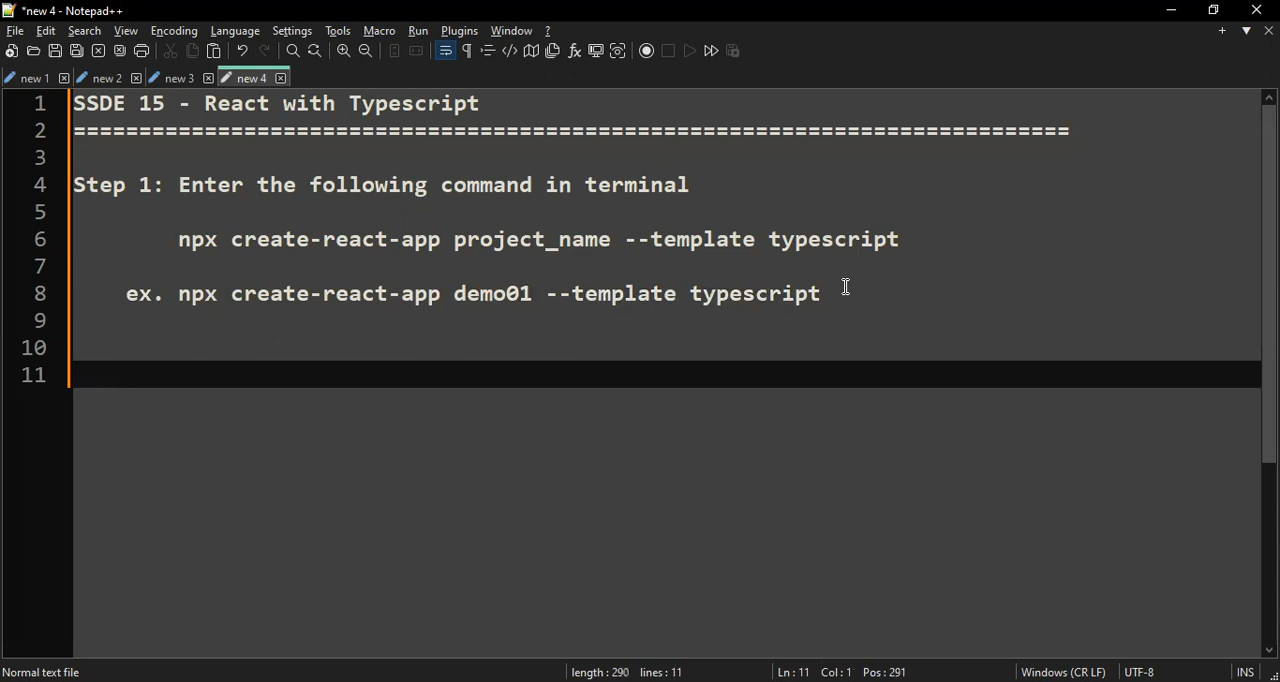 *new 4 - Notepad++
File Edit Search View Encoding Language Settings Tools Macro Run Plugins Window ?
new 1 new 2 new 3 new 4
1 SSDE 15 - React with Typescript
2 ============================================================================
3
4 Step 1: Enter the following command in terminal
5
6 npx create-react-app project_name --template typescript
7
8 ex. npx create-react-app demo01 --template typescript
9
10
11
Normal text file length : 290 lines : 11 Ln : 11 Col : 1 Pos : 291 Windows (CR LF) UTF-8 INS